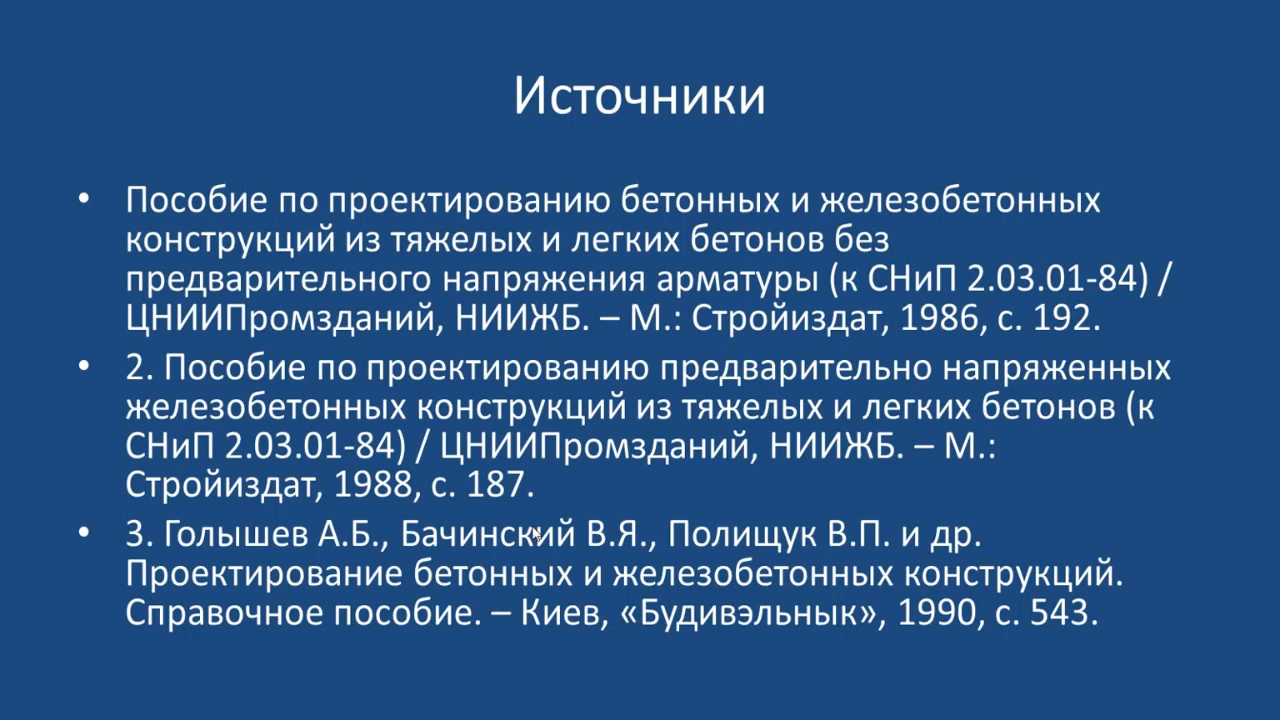 Источники
• Пособие по проектированию бетонных и железобетонных
конструкций из тяжелых и легких бетонов без
предварительного напряжения арматуры (к СНиП 2.03.01-84) /
ЦНИИПромзданий, НИИЖБ. – М.: Стройиздат, 1986, с. 192.
• 2. Пособие по проектированию предварительно напряженных
железобетонных конструкций из тяжелых и легких бетонов (к
СНиП 2.03.01-84) / ЦНИИПромзданий, НИИЖБ. – М.:
Стройиздат, 1988, с. 187.
• 3. Голышев А.Б., Бачинский В.Я., Полищук В.П. и др.
Проектирование бетонных и железобетонных конструкций.
Справочное пособие. – Киев, «Будивэльнык», 1990, с. 543.